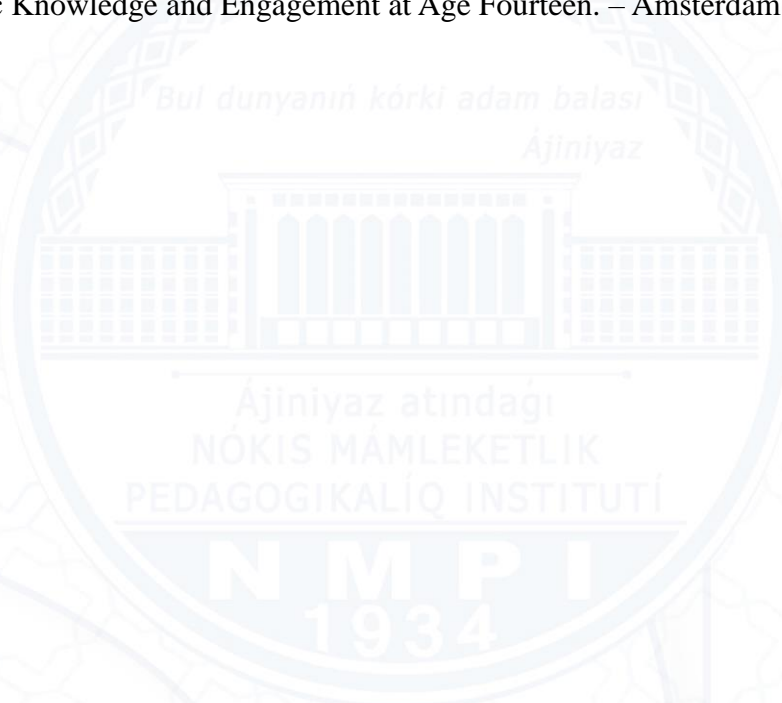 c Knowledge and Engagement at Age Fourteen. – Amsterdam
Bul dunyanıń kórki adam balası
Ájiniyaz
Ájiniyaz atındaǵı
NÓKIS MÁMLEKETLIK
PEDAGOGIKALÍQ INSTITUTÍ
NMPI
1934